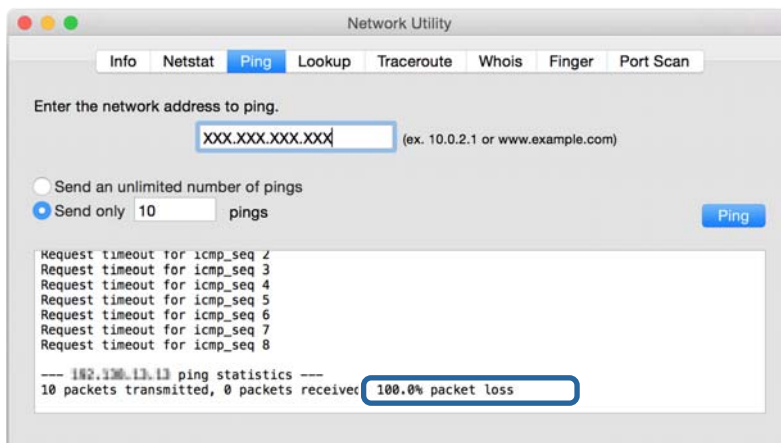 Network Utility
Info Netstat Ping Lookup Traceroute Whois Finger Port Scan
Enter the network address to ping.
XXX.XXX.XXX.XXX (ex. 10.0.2.1 or www.example.com)
Send an unlimited number of pings
Send only 10 pings
Ping
Request timeout for icmp_seq 2
Request timeout for icmp_seq 3
Request timeout for icmp_seq 4
Request timeout for icmp_seq 5
Request timeout for icmp_seq 6
Request timeout for icmp_seq 7
Request timeout for icmp_seq 8
--- ping statistics ---
10 packets transmitted, 0 packets received 100.0% packet loss